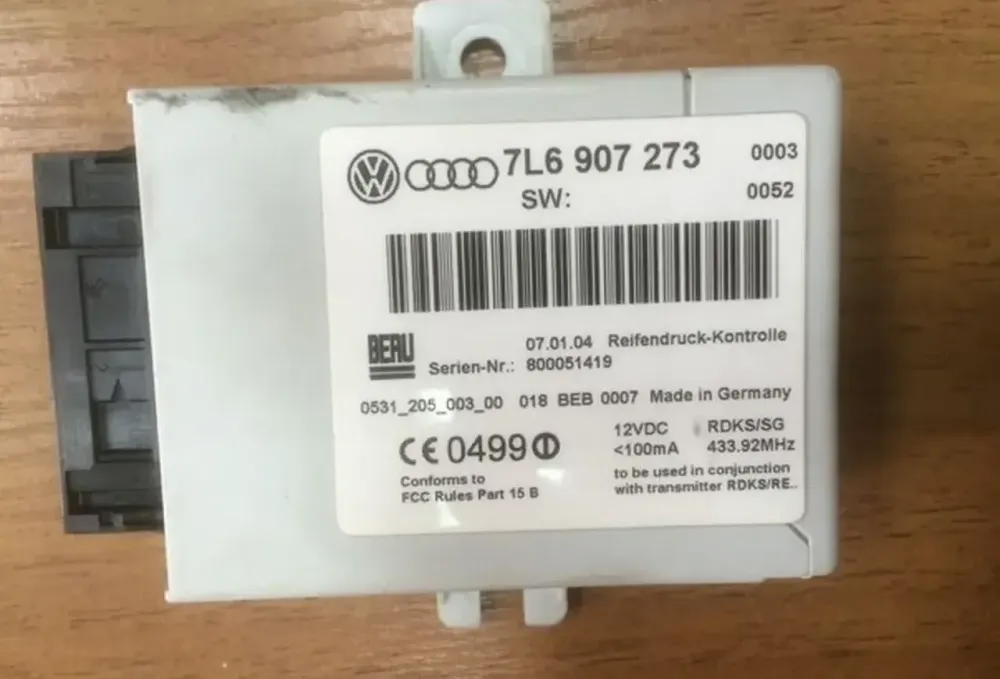 7L6 907 273 0003
SW: 0052
BERU
07.01.04 Reifendruck-Kontrolle
Serien-Nr.: 800051419
0531_205_003_00 018 BEB 0007 Made in Germany
CE 0499
12VDC RDKS/SG
<100mA 433.92MHz
Conforms to
FCC Rules Part 15 B
to be used in conjunction
with transmitter RDKS/RE..